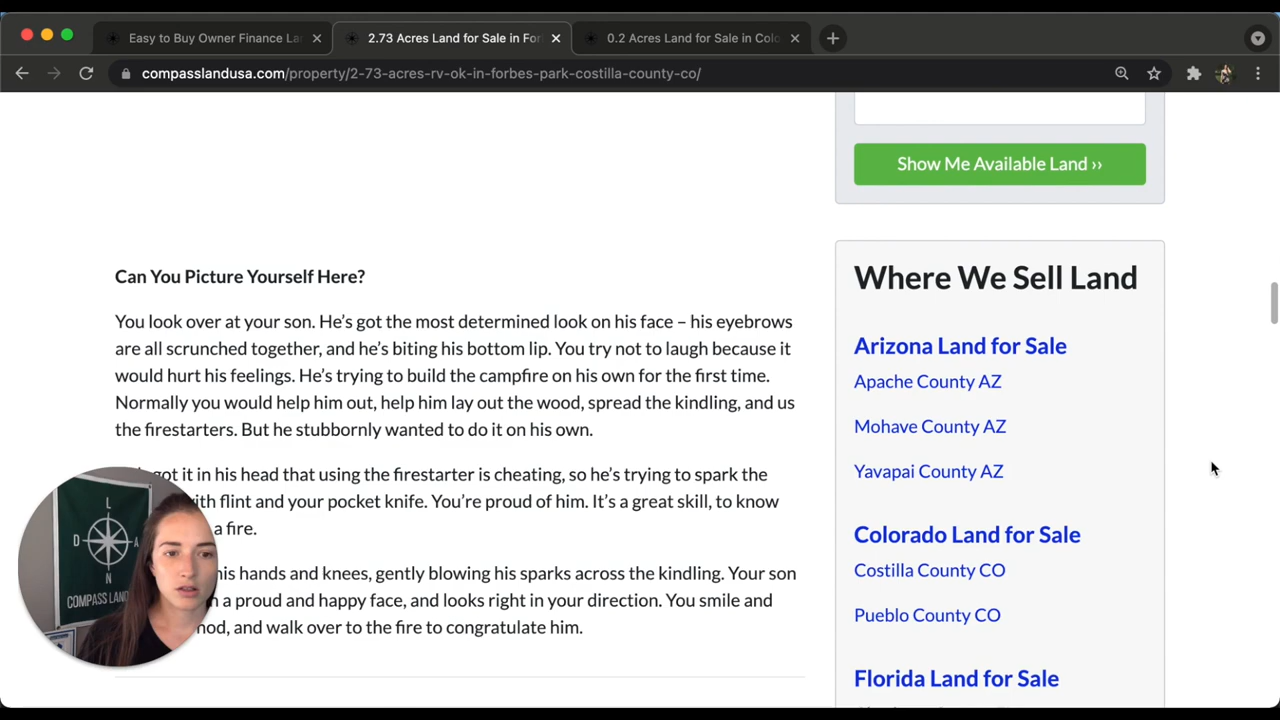 Easy to Buy Owner Finance La
2.73 Acres Land for Sale in For
0.2 Acres Land for Sale in Colo
compasslandusa.com/property/2-73-acres-rv-ok-in-forbes-park-costilla-county-co/
Show Me Available Land ››
Can You Picture Yourself Here?
You look over at your son. He's got the most determined look on his face – his eyebrows
are all scrunched together, and he's biting his bottom lip. You try not to laugh because it
would hurt his feelings. He's trying to build the campfire on his own for the first time.
Normally you would help him out, help him lay out the wood, spread the kindling, and us
the firestarters. But he stubbornly wanted to do it on his own.
got it in his head that using the firestarter is cheating, so he's trying to spark the
ith flint and your pocket knife. You're proud of him. It's a great skill, to know
a fire.
his hands and knees, gently blowing his sparks across the kindling. Your son
a proud and happy face, and looks right in your direction. You smile and
nod, and walk over to the fire to congratulate him.
Where We Sell Land
Arizona Land for Sale
Apache County AZ
Mohave County AZ
Yavapai County AZ
Colorado Land for Sale
Costilla County CO
Pueblo County CO
Florida Land for Sale
L
D A
N
COMPASS LAN